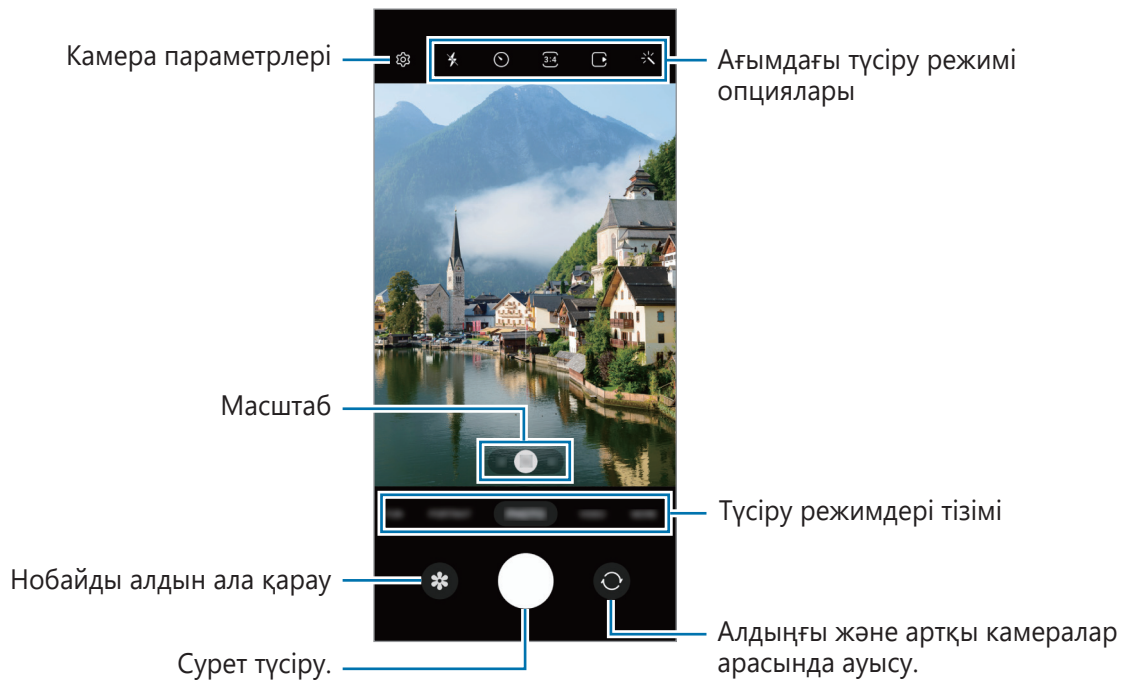 Камера параметрлері
3:4
Ағымдағы түсіру режимі
опциялары
Масштаб
Түсіру режимдері тізімі
Нобайды алдын ала қарау
Сурет түсіру.
Алдыңғы және артқы камералар
арасында ауысу.